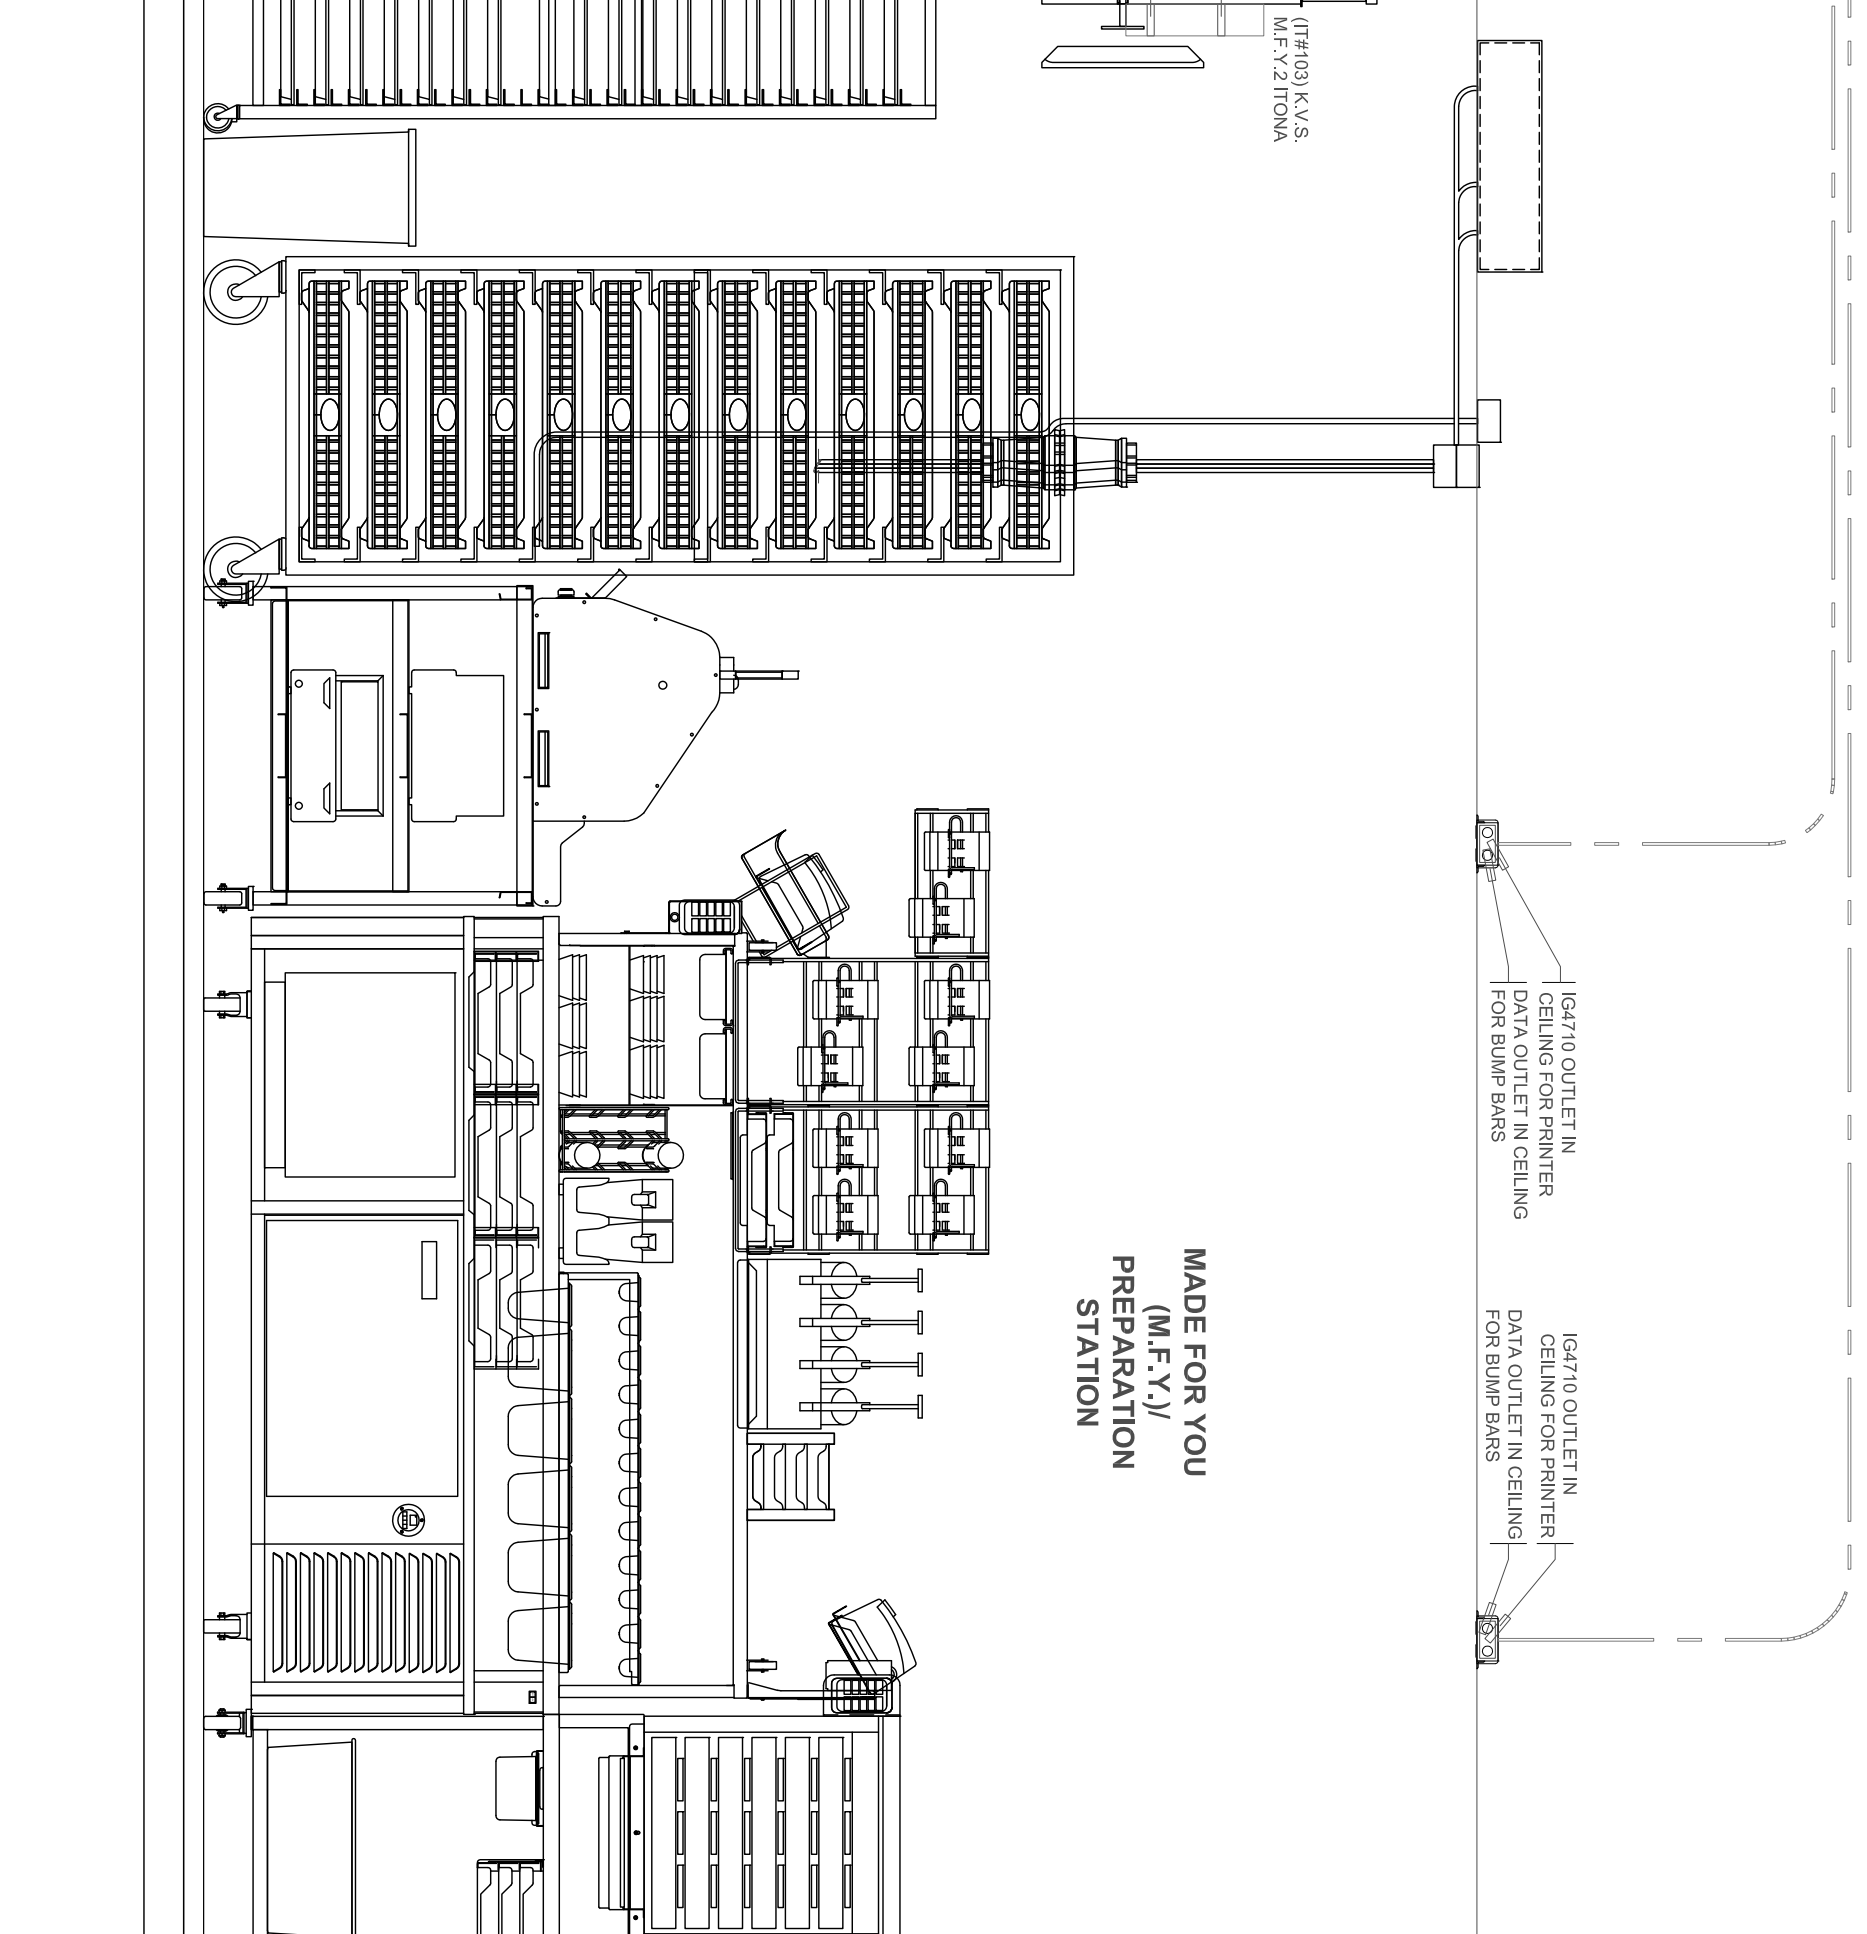 (IT#103) K.V.S.
M.F.Y.2 ITONA
IG4710 OUTLET IN
CEILING FOR PRINTER
DATA OUTLET IN CEILING
FOR BUMP BARS
IG4710 OUTLET IN
CEILING FOR PRINTER
DATA OUTLET IN CEILING
FOR BUMP BARS
MADE FOR YOU
(M.F.Y.)/
PREPARATION
STATION